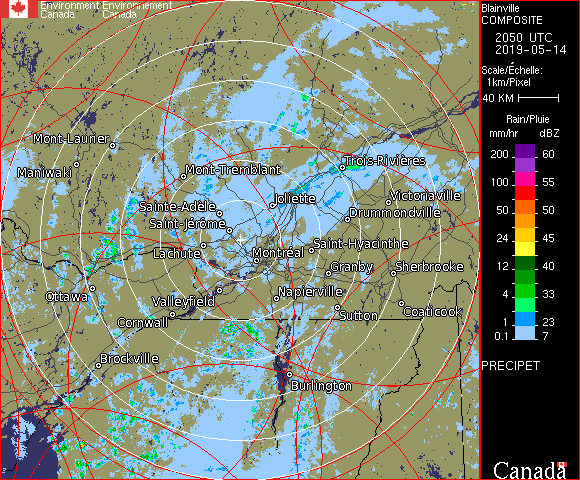 Environment Environnement
Canada Canada
Blainville
COMPOSITE
2050 UTC
2019-05-14
Scale/Échelle:
1km/Pixel
40 KM
Rain/Pluie
mm/hr dBZ
200 60
100 55
50 50
24 45
12 40
4 33
1 23
0.1 7
PRECIPET
Canada
Mont-Laurier
Maniwaki
Mont-Tremblant
Trois-Rivières
Sainte-Adèle
Joliette
Victoriaville
Saint-Jérôme
Drummondville
Lachute
Montréal
Saint-Hyacinthe
Granby
Sherbrooke
Ottawa
Valleyfield
Napierville
Cornwall
Sutton
Coaticook
Brockville
Burlington